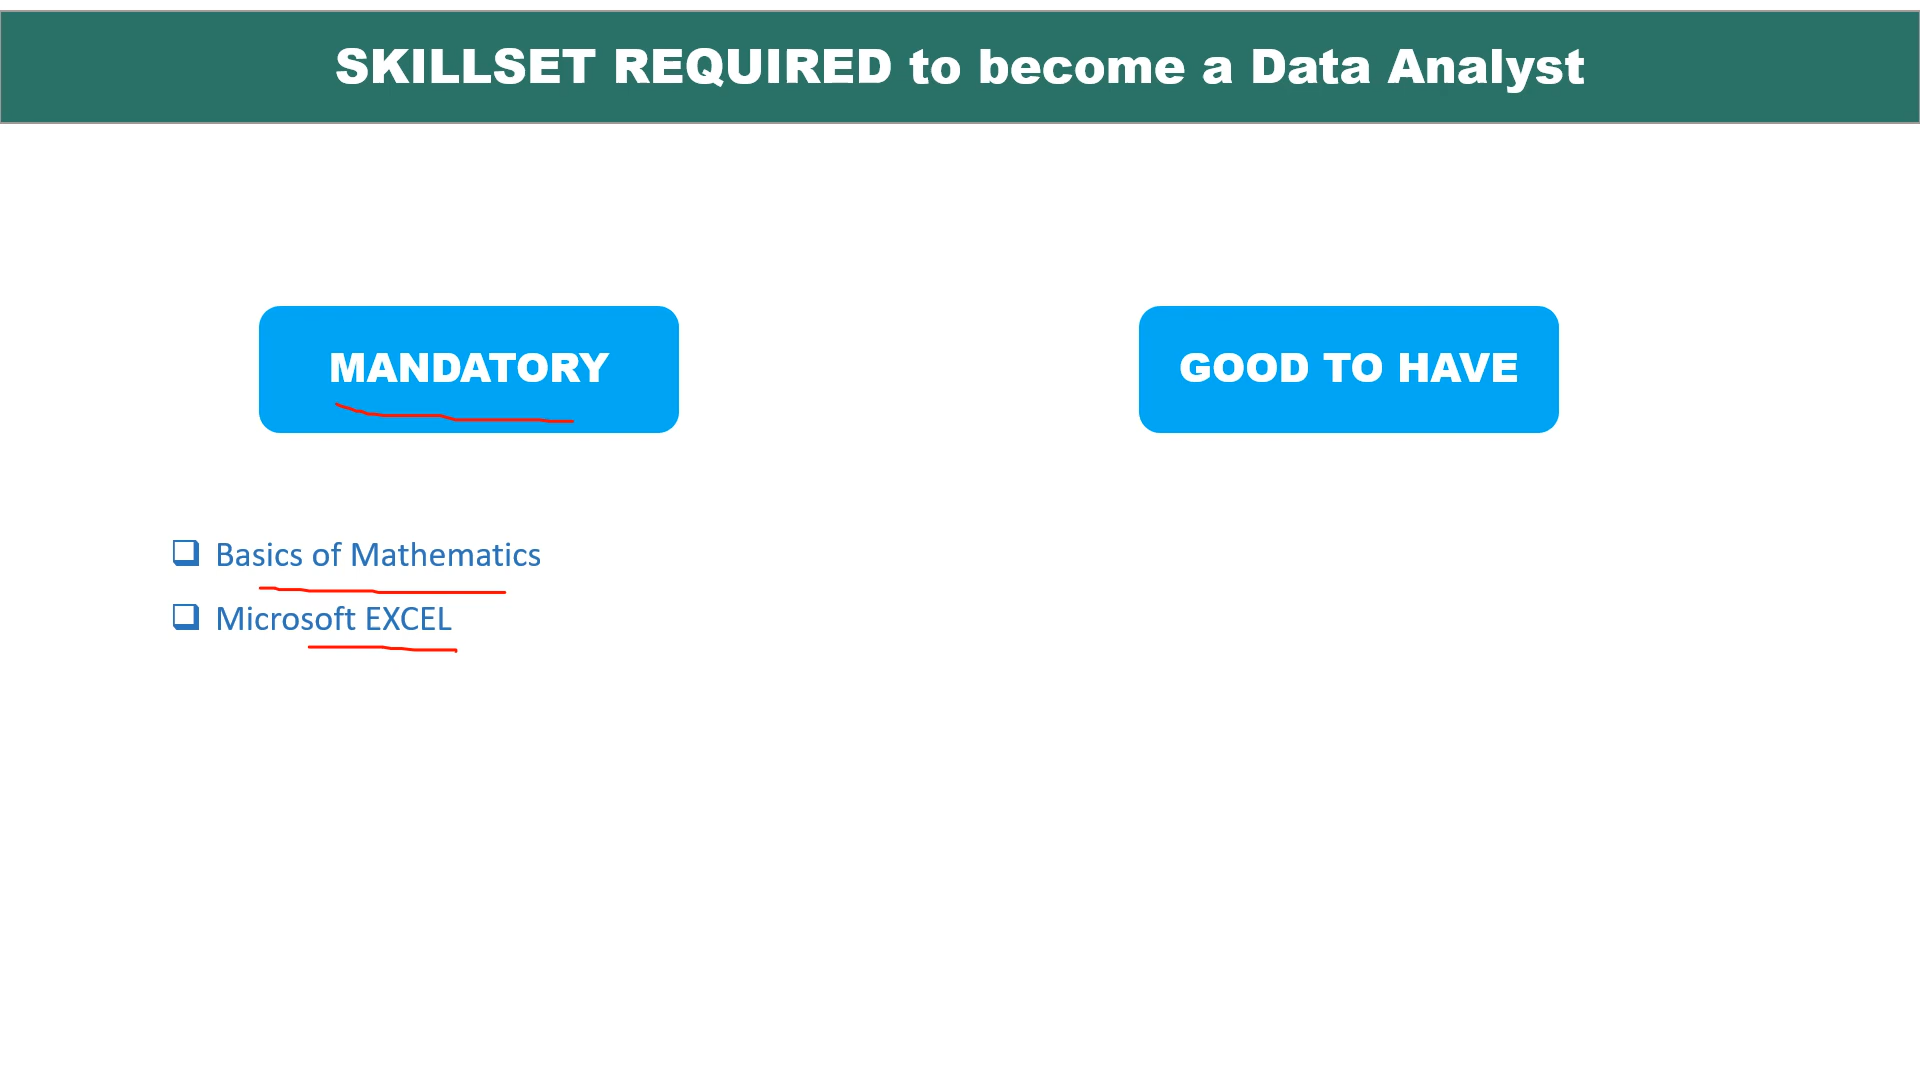 SKILLSET REQUIRED to become a Data Analyst
MANDATORY
GOOD TO HAVE
Basics of Mathematics
Microsoft EXCEL